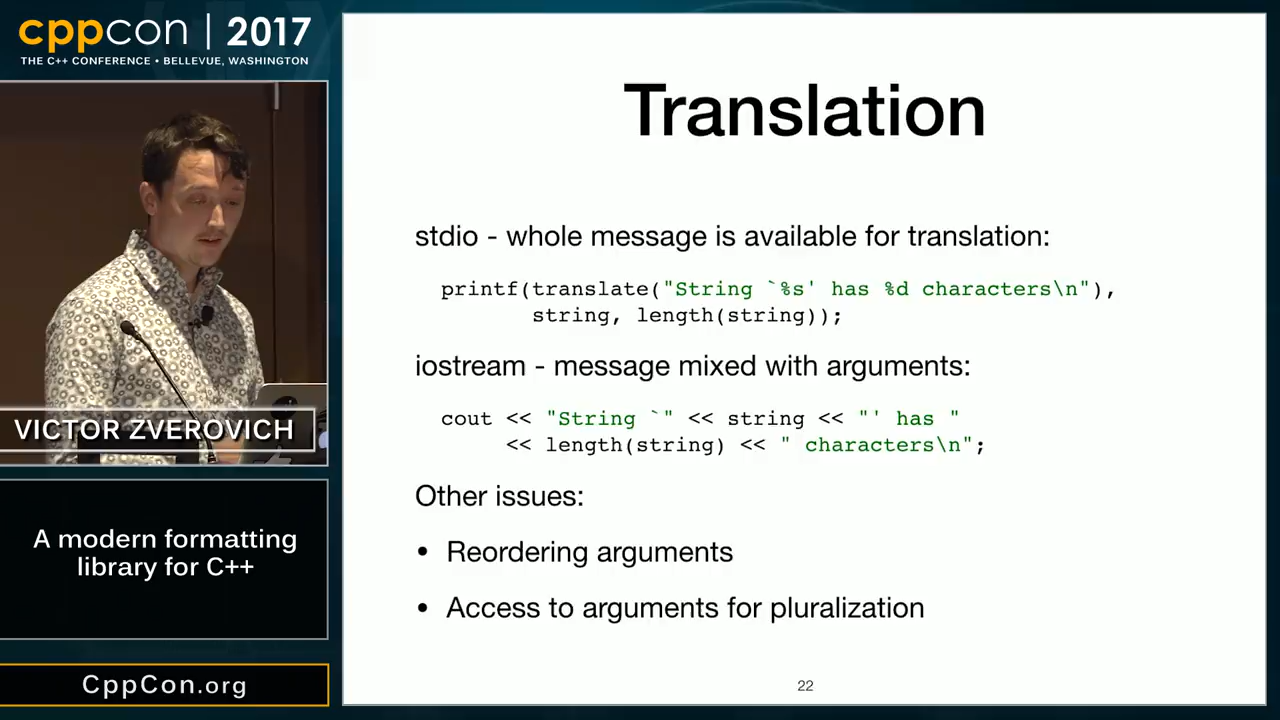 cppcon | 2017
THE C++ CONFERENCE • BELLEVUE, WASHINGTON
VICTOR ZVEROVICH
A modern formatting
library for C++
CppCon.org
Translation
stdio - whole message is available for translation:
printf(translate("String `%s' has %d characters\n"),
string, length(string));
iostream - message mixed with arguments:
cout << "String `" << string << "' has "
<< length(string) << " characters\n";
Other issues:
• Reordering arguments
• Access to arguments for pluralization
22